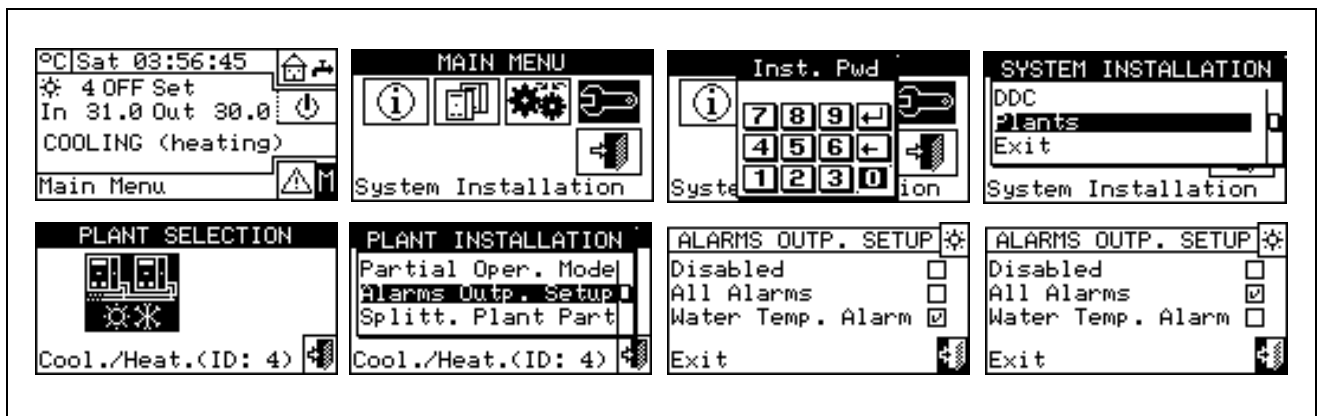 °C Sat 03:56:45
4 OFF Set
In 31.0 Out 30.0
COOLING (heating)
Main Menu M
MAIN MENU
i
System Installation
Inst. Pwd
i
7 8 9 ↵
4 5 6 ←
1 2 3 0
Syste ion
SYSTEM INSTALLATION
DDC
Plants
Exit
System Installation
PLANT SELECTION
Cool./Heat.(ID: 4)
PLANT INSTALLATION
Partial Oper. Mode
Alarms Outp. Setup
Splitt. Plant Part
Cool./Heat.(ID: 4)
ALARMS OUTP. SETUP
Disabled
All Alarms
Water Temp. Alarm
Exit
ALARMS OUTP. SETUP
Disabled
All Alarms
Water Temp. Alarm
Exit